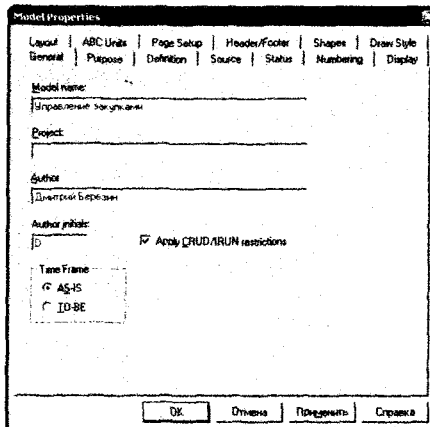 Model Properties
Layout ABC Units Page Setup Header/Footer Shapes Draw Style
General Purpose Definition Source Status Numbering Display
Model name:
Управление закупками
Project:
Author
Дмитрий Березин
Author initials:
D
Apply CRUD/IRUN restrictions
Time Frame
AS-IS
TO-BE
OK Отмена Применить Справка